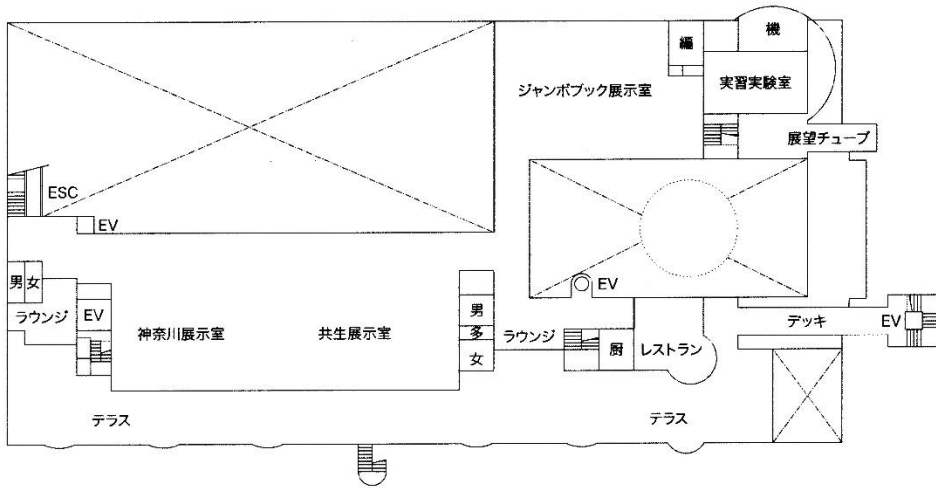 機
編
実習実験室
ジャンボブック展示室
展望チューブ
ESC
EV
男 女
EV
ラウンジ
EV
神奈川展示室
共生展示室
男
多
女
ラウンジ
厨
レストラン
デッキ
EV
テラス
テラス